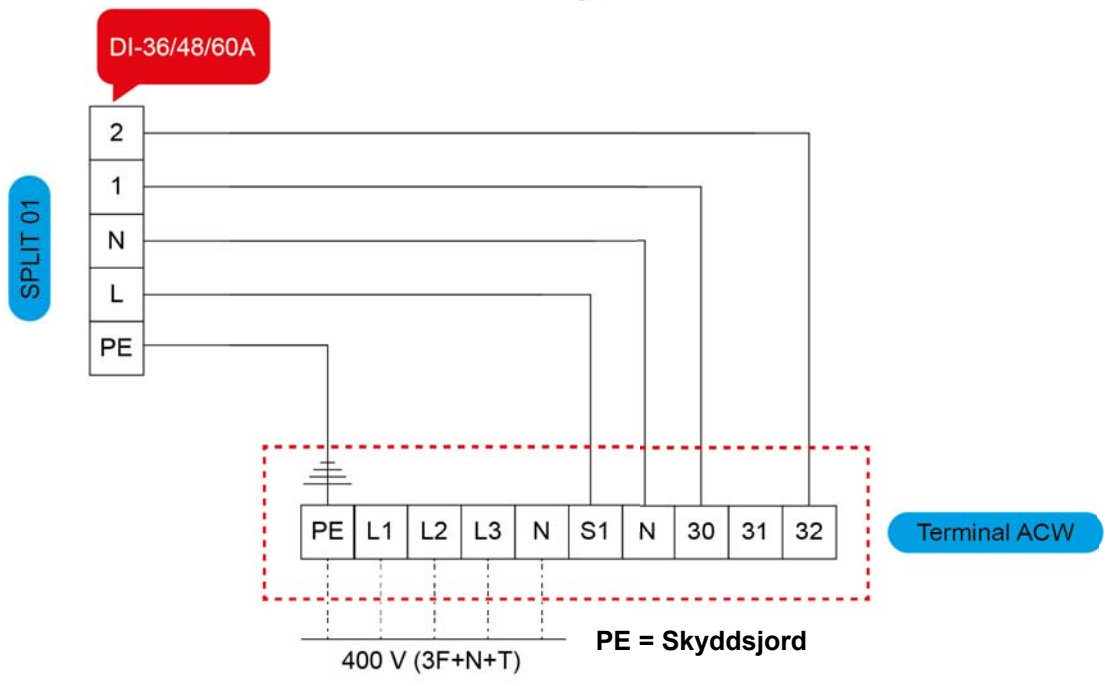 DI-36/48/60A
2
1
N
L
PE
SPLIT 01
PE L1 L2 L3 N S1 N 30 31 32
Terminal ACW
400 V (3F+N+T)
PE = Skyddsjord